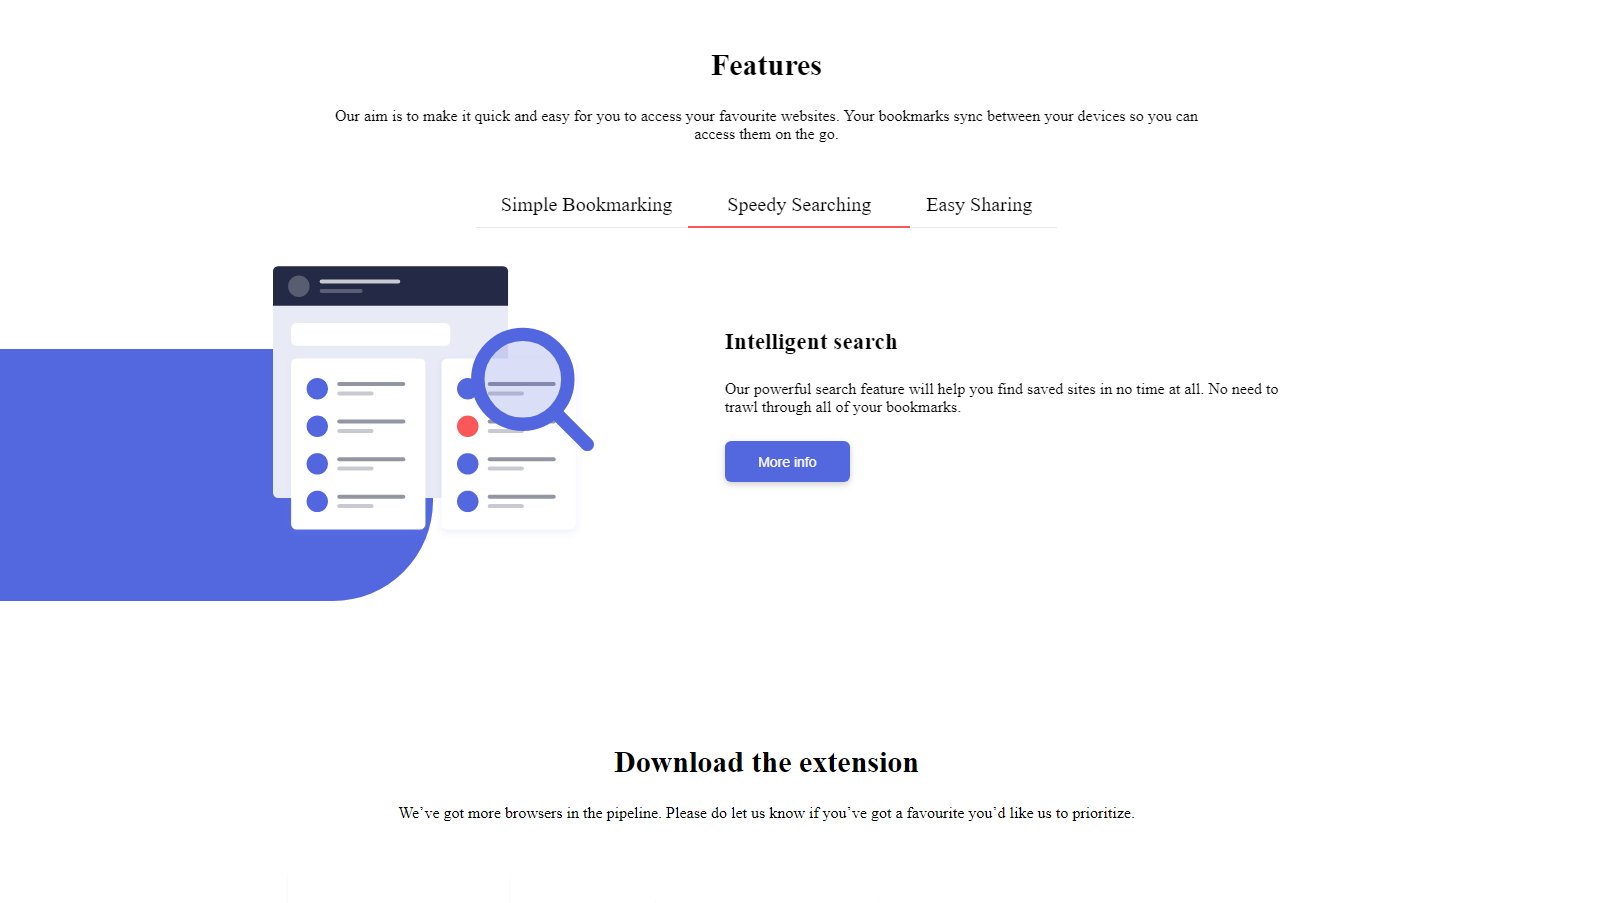 Features
Our aim is to make it quick and easy for you to access your favourite websites. Your bookmarks sync between your devices so you can
access them on the go.
Simple Bookmarking
Speedy Searching
Easy Sharing
Intelligent search
Our powerful search feature will help you find saved sites in no time at all. No need to
trawl through all of your bookmarks.
More info
Download the extension
We’ve got more browsers in the pipeline. Please do let us know if you’ve got a favourite you’d like us to prioritize.